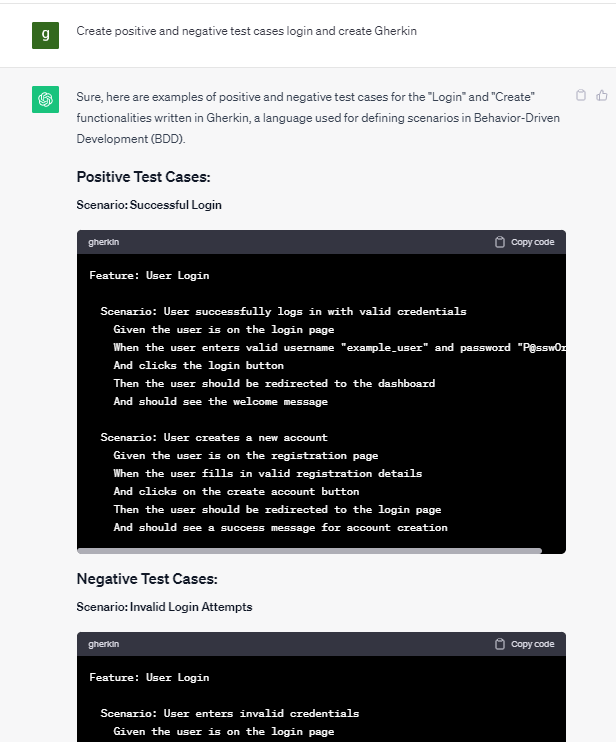 g
Create positive and negative test cases login and create Gherkin
Sure, here are examples of positive and negative test cases for the "Login" and "Create"
functionalities written in Gherkin, a language used for defining scenarios in Behavior-Driven
Development (BDD).
Positive Test Cases:
Scenario: Successful Login
gherkin
Copy code
Feature: User Login
Scenario: User successfully logs in with valid credentials
Given the user is on the login page
When the user enters valid username "example_user" and password "P@ssw0r
And clicks the login button
Then the user should be redirected to the dashboard
And should see the welcome message
Scenario: User creates a new account
Given the user is on the registration page
When the user fills in valid registration details
And clicks on the create account button
Then the user should be redirected to the login page
And should see a success message for account creation
Negative Test Cases:
Scenario: Invalid Login Attempts
gherkin
Copy code
Feature: User Login
Scenario: User enters invalid credentials
Given the user is on the login page